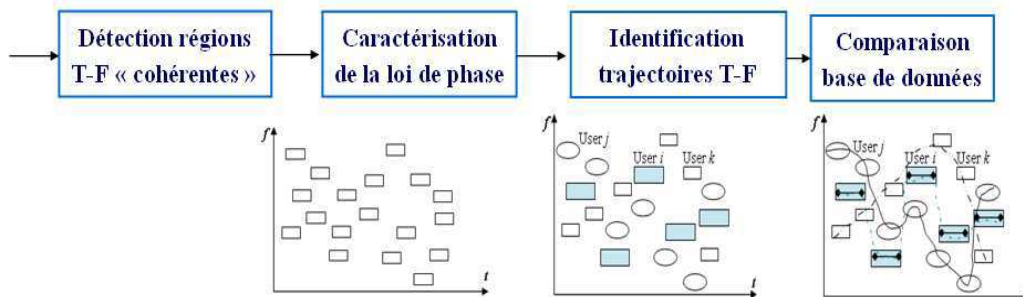 Détection régions
T-F « cohérentes »
Caractérisation
de la loi de phase
Identification
trajectoires T-F
Comparaison
base de données
f
t
f
User j
User i
User k
t
f
User j
User i
User k